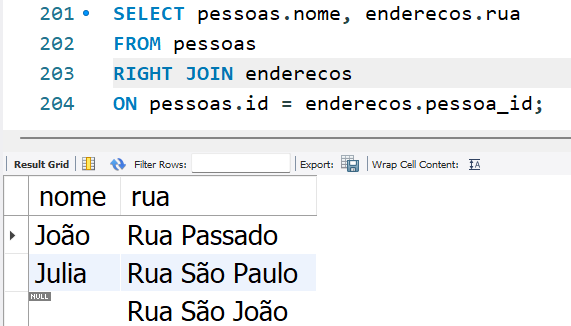 201 SELECT pessoas.nome, enderecos.rua
202 FROM pessoas
203 RIGHT JOIN enderecos
204 ON pessoas.id = enderecos.pessoa_id;
Result Grid Filter Rows: Export: Wrap Cell Content: IA
nome rua
João Rua Passado
Julia Rua São Paulo
NULL Rua São João